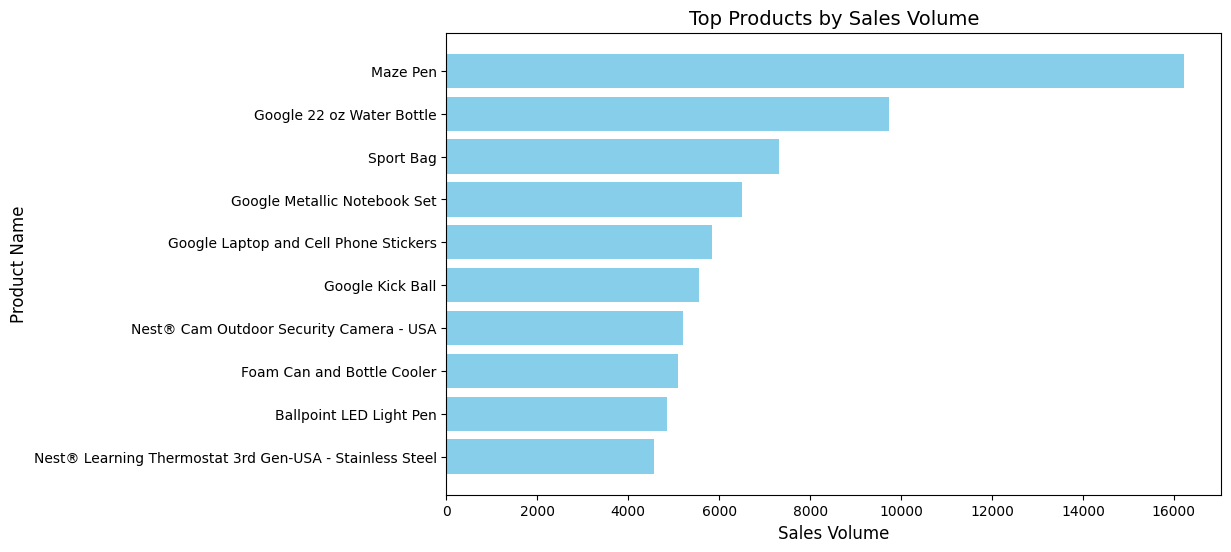 Top Products by Sales Volume
Product Name
Maze Pen
Google 22 oz Water Bottle
Sport Bag
Google Metallic Notebook Set
Google Laptop and Cell Phone Stickers
Google Kick Ball
Nest® Cam Outdoor Security Camera - USA
Foam Can and Bottle Cooler
Ballpoint LED Light Pen
Nest® Learning Thermostat 3rd Gen-USA - Stainless Steel
0 2000 4000 6000 8000 10000 12000 14000 16000
Sales Volume